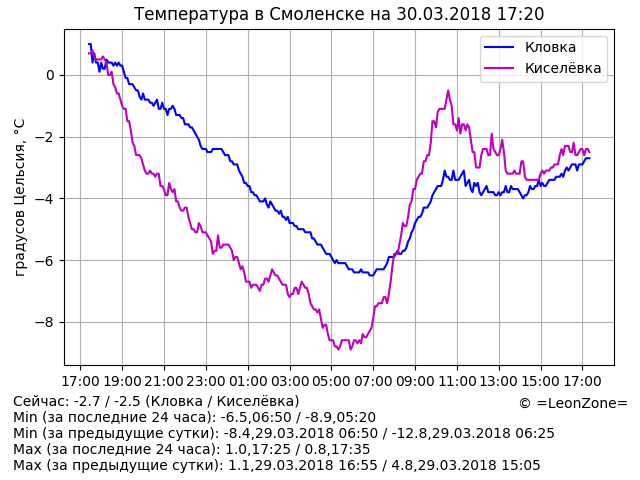 Температура в Смоленске на 30.03.2018 17:20
Кловка
Киселёвка
градусов Цельсия, °C
0
−2
−4
−6
−8
17:00 19:00 21:00 23:00 01:00 03:00 05:00 07:00 09:00 11:00 13:00 15:00 17:00
Сейчас: -2.7 / -2.5 (Кловка / Киселёвка)
© =LeonZone=
Min (за последние 24 часа): -6.5,06:50 / -8.9,05:20
Min (за предыдущие сутки): -8.4,29.03.2018 06:50 / -12.8,29.03.2018 06:25
Max (за последние 24 часа): 1.0,17:25 / 0.8,17:35
Max (за предыдущие сутки): 1.1,29.03.2018 16:55 / 4.8,29.03.2018 15:05